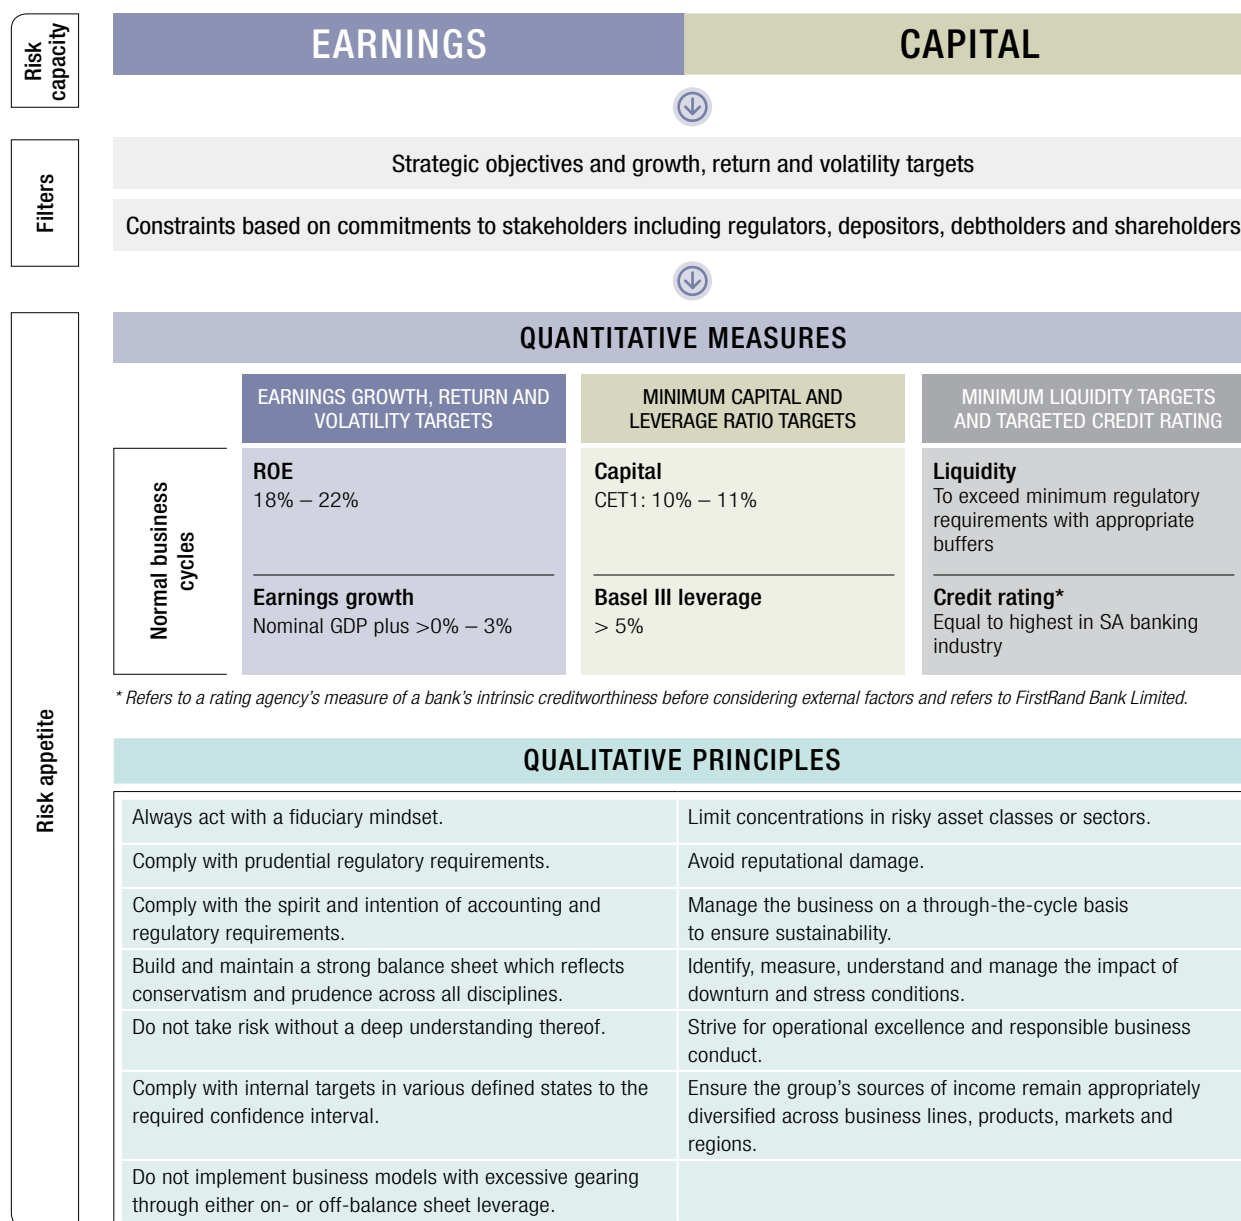 Risk
capacity
EARNINGS
CAPITAL
Filters
Strategic objectives and growth, return and volatility targets
Constraints based on commitments to stakeholders including regulators, depositors, debtholders and shareholders
Risk appetite
QUANTITATIVE MEASURES
EARNINGS GROWTH, RETURN AND
VOLATILITY TARGETS
MINIMUM CAPITAL AND
LEVERAGE RATIO TARGETS
MINIMUM LIQUIDITY TARGETS
AND TARGETED CREDIT RATING
Normal business
cycles
ROE
18% – 22%
Capital
CET1: 10% – 11%
Liquidity
To exceed minimum regulatory
requirements with appropriate
buffers
Earnings growth
Nominal GDP plus >0% – 3%
Basel III leverage
> 5%
Credit rating*
Equal to highest in SA banking
industry
* Refers to a rating agency’s measure of a bank’s intrinsic creditworthiness before considering external factors and refers to FirstRand Bank Limited.
QUALITATIVE PRINCIPLES
Always act with a fiduciary mindset.
Limit concentrations in risky asset classes or sectors.
Comply with prudential regulatory requirements.
Avoid reputational damage.
Comply with the spirit and intention of accounting and
regulatory requirements.
Manage the business on a through-the-cycle basis
to ensure sustainability.
Build and maintain a strong balance sheet which reflects
conservatism and prudence across all disciplines.
Identify, measure, understand and manage the impact of
downturn and stress conditions.
Do not take risk without a deep understanding thereof.
Strive for operational excellence and responsible business
conduct.
Comply with internal targets in various defined states to the
required confidence interval.
Ensure the group’s sources of income remain appropriately
diversified across business lines, products, markets and
regions.
Do not implement business models with excessive gearing
through either on- or off-balance sheet leverage.